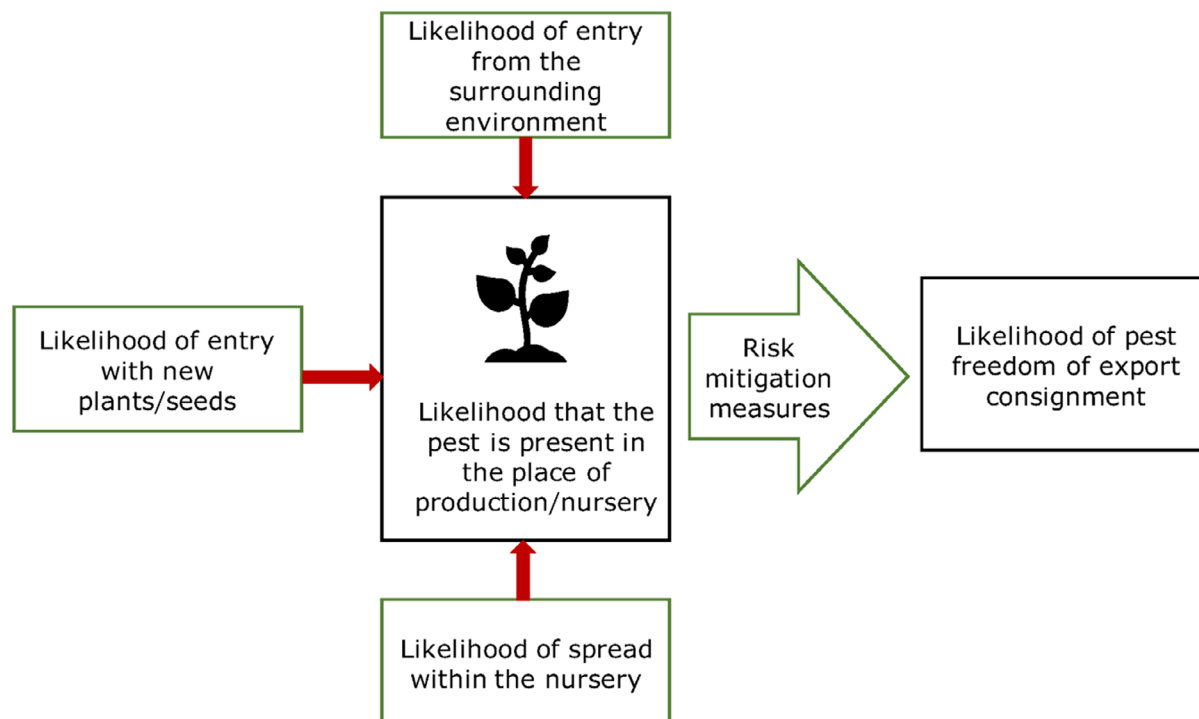 Likelihood of entry
from the
surrounding
environment
Likelihood of entry
with new
plants/seeds
Likelihood that the
pest is present in
the place of
production/nursery
Risk
mitigation
measures
Likelihood of pest
freedom of export
consignment
Likelihood of spread
within the nursery